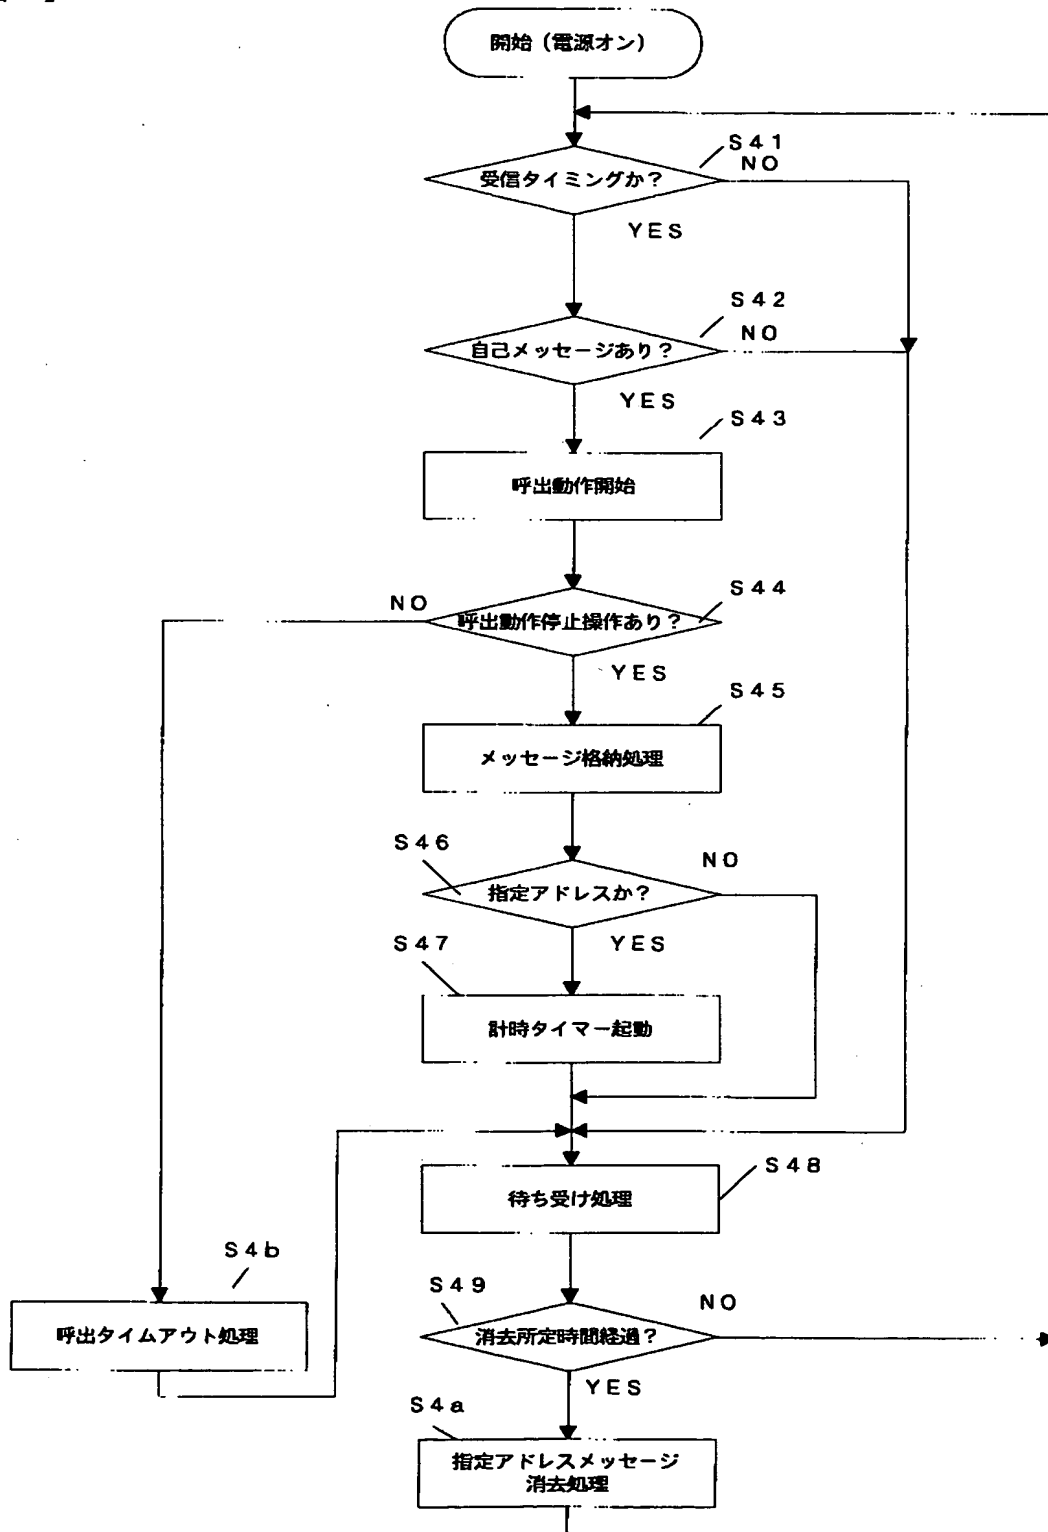 開始（電源オン）
S41
NO
受信タイミングか？
YES
S42
NO
自己メッセージあり？
YES
S43
呼出動作開始
S44
NO
呼出動作停止操作あり？
YES
S45
メッセージ格納処理
S46
NO
指定アドレスか？
S47
YES
計時タイマー起動
S48
待ち受け処理
S4b
S49
NO
呼出タイムアウト処理
消去所定時間経過？
YES
S4a
指定アドレスメッセージ
消去処理